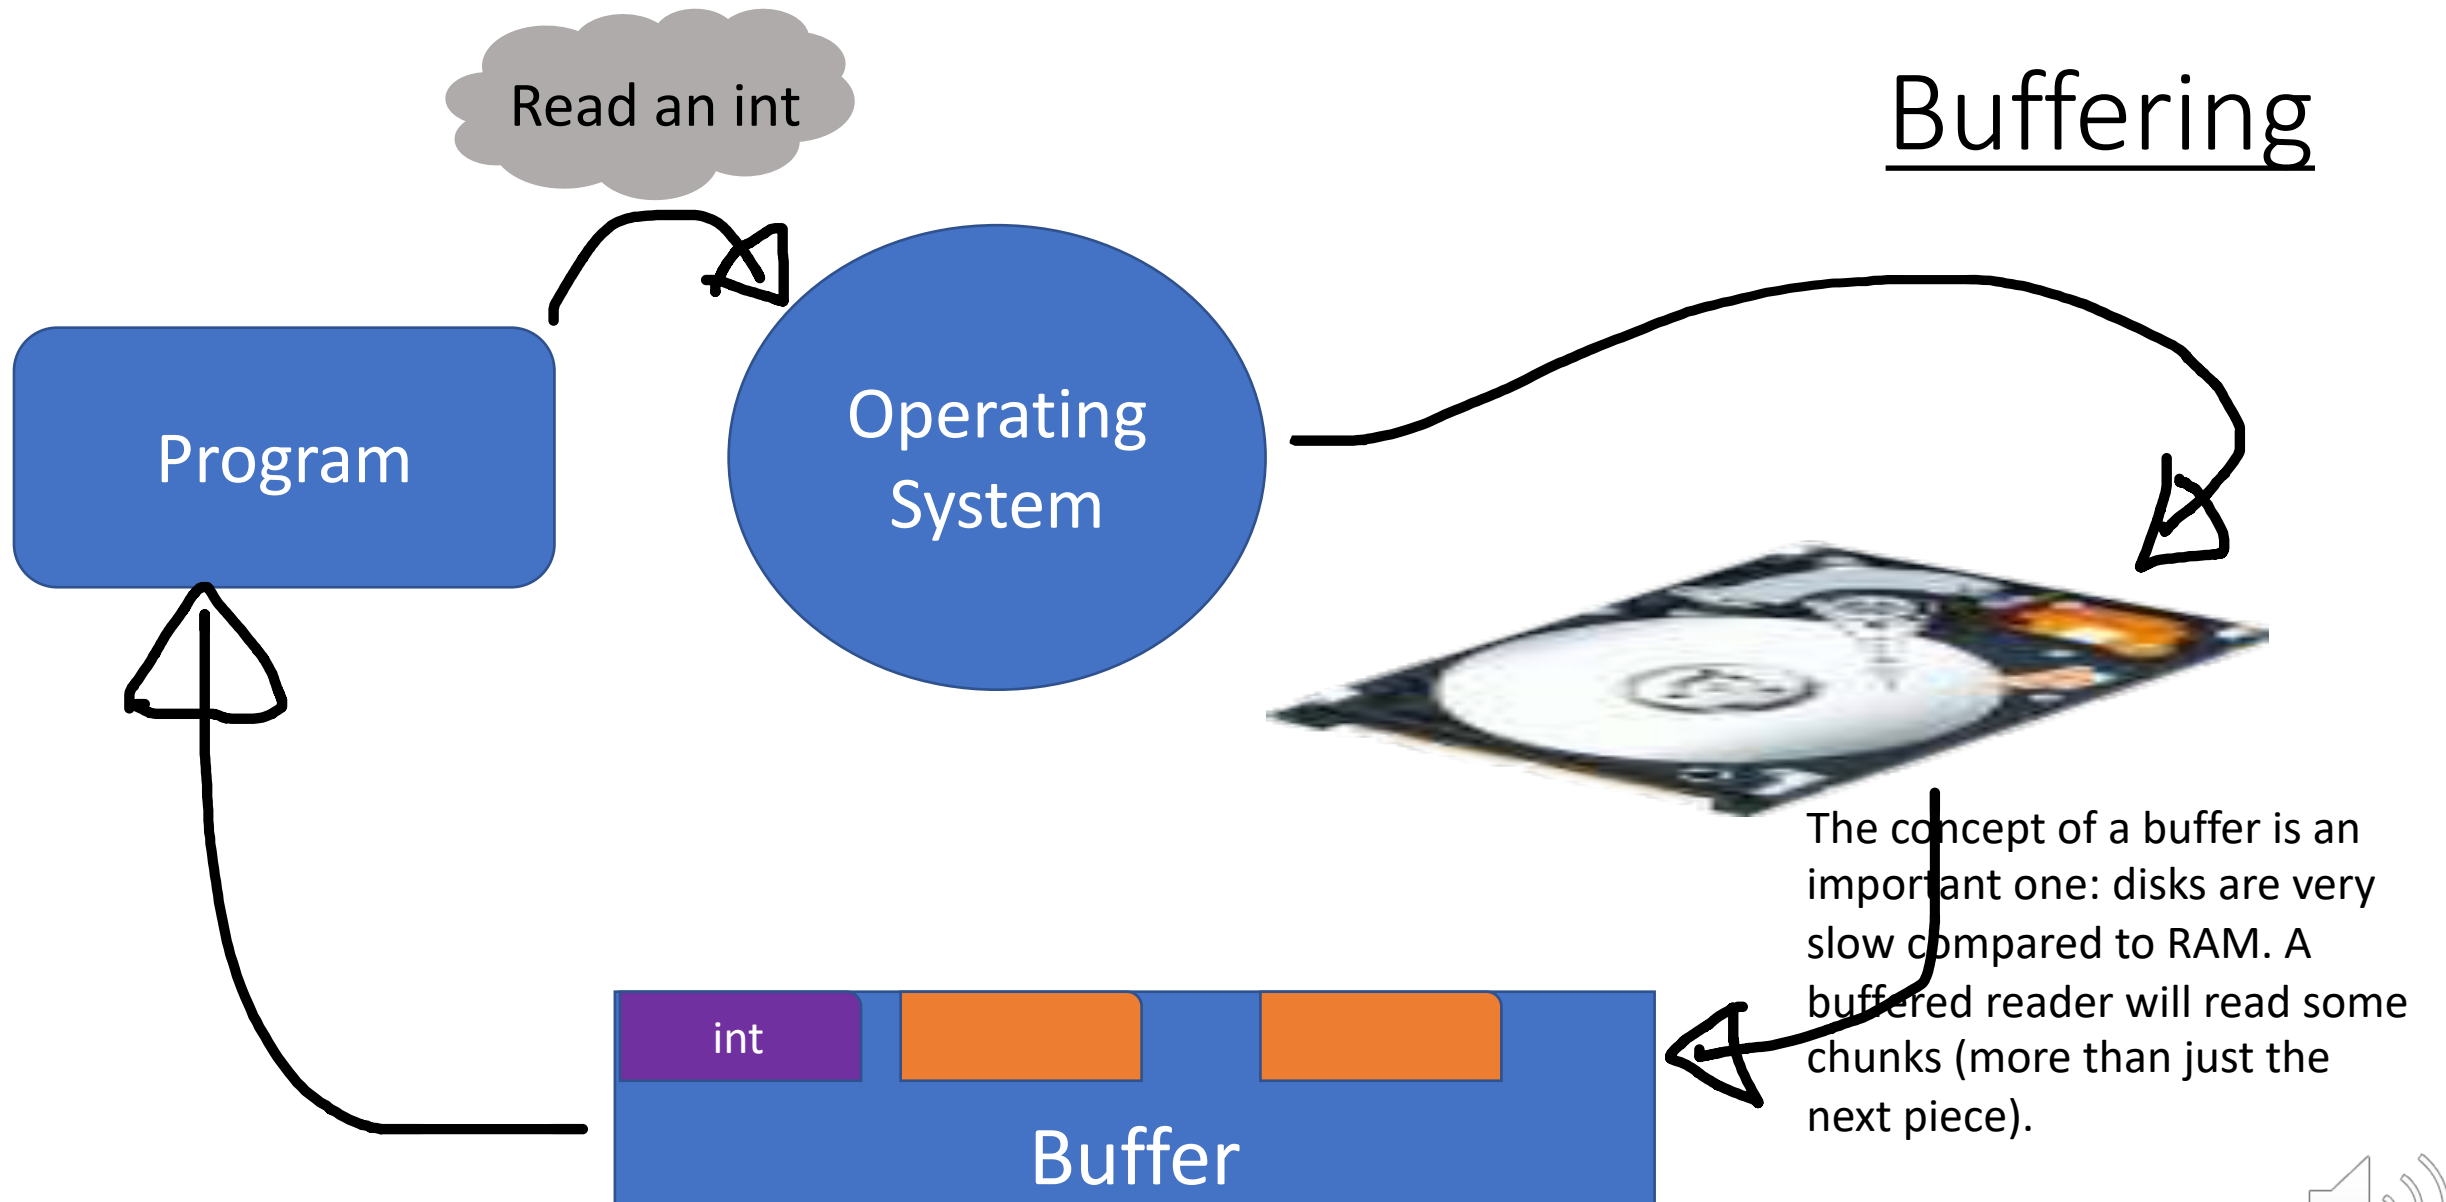 Read an int
Buffering
Program
Operating
System
The concept of a buffer is an
important one: disks are very
slow compared to RAM. A
buffered reader will read some
chunks (more than just the
next piece).
int
Buffer